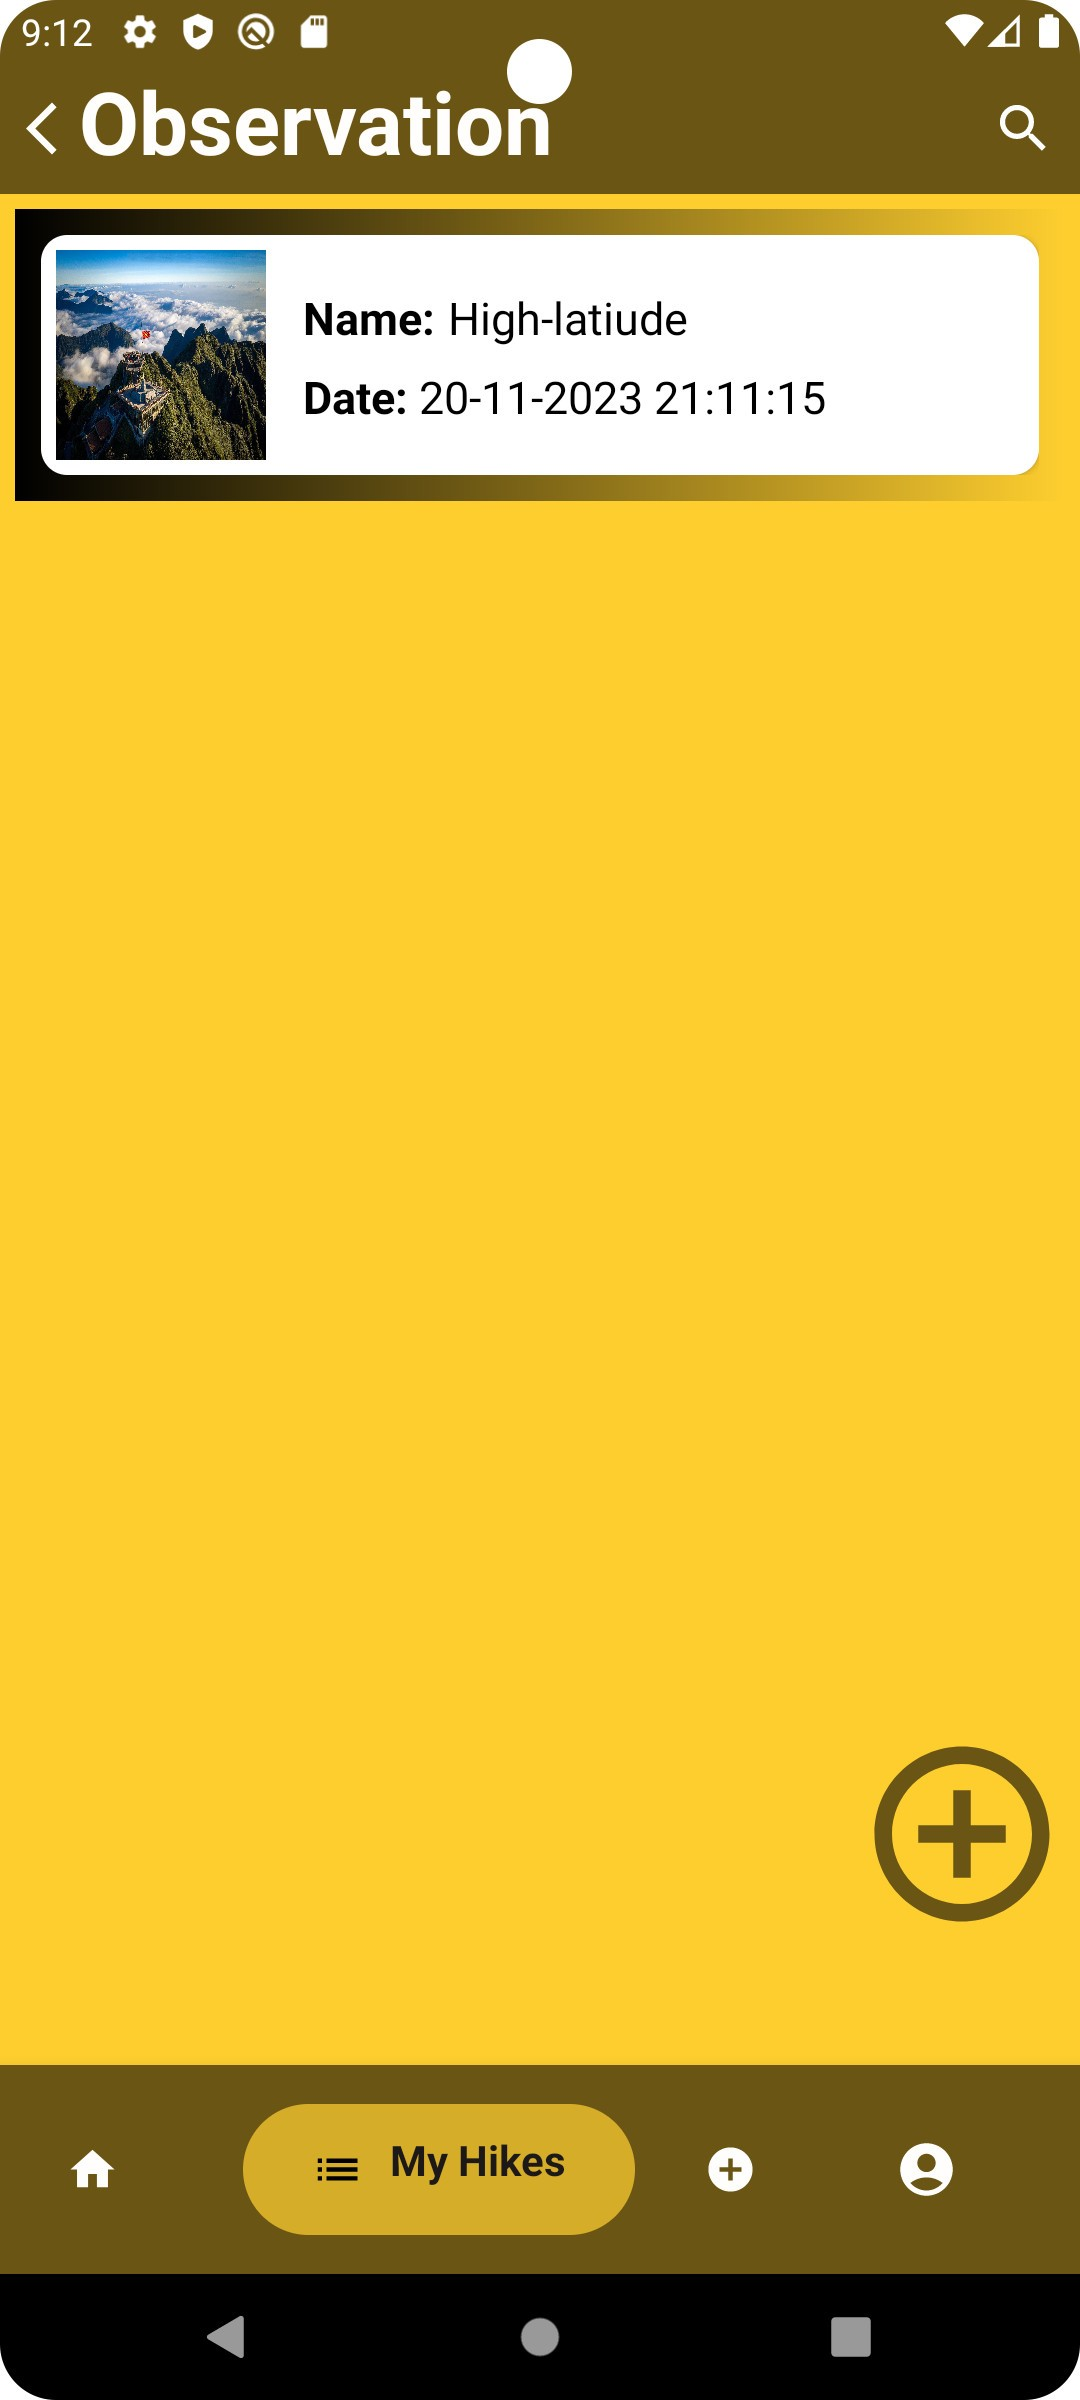 9:12
Observation
Name: High-latiude
Date: 20-11-2023 21:11:15
My Hikes